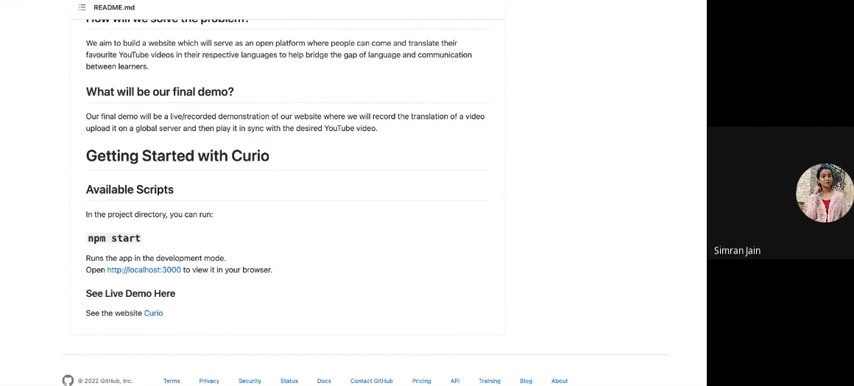 README.md
How will we solve the problem?
We aim to build a website which will serve as an open platform where people can come and translate their
favourite YouTube videos in their respective languages to help bridge the gap of language and communication
between learners.
What will be our final demo?
Our final demo will be a live/recorded demonstration of our website where we will record the translation of a video
upload it on a global server and then play it in sync with the desired YouTube video.
Getting Started with Curio
Available Scripts
In the project directory, you can run:
npm start
Runs the app in the development mode.
Open http://localhost:3000 to view it in your browser.
See Live Demo Here
See the website Curio
Simran Jain
© 2022 GitHub, Inc. Terms Privacy Security Status Docs Contact GitHub Pricing API Training Blog About